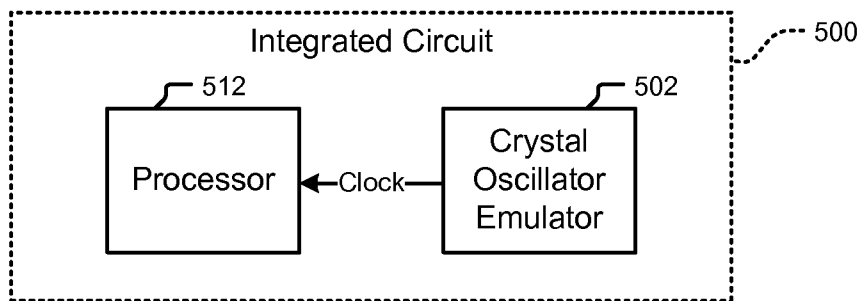 Integrated Circuit
500
512
502
Processor
Clock
Crystal
Oscillator
Emulator